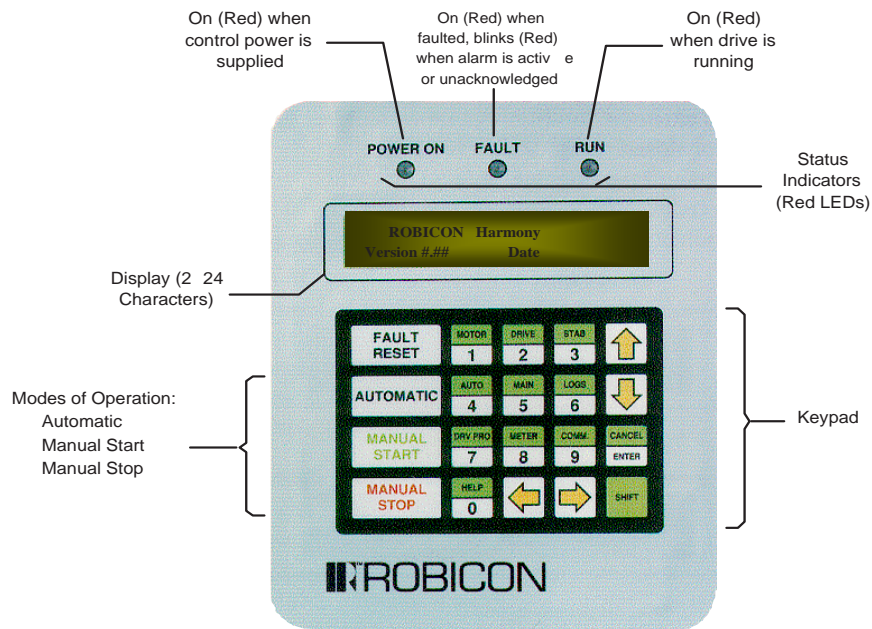 On (Red) when
control power is
supplied
On (Red) when
faulted, blinks (Red)
when alarm is activ e
or unacknowledged
On (Red)
when drive is
running
POWER ON
FAULT
RUN
Status
Indicators
(Red LEDs)
ROBICON Harmony
Version #.## Date
Display (2 24
Characters)
FAULT
RESET
MOTOR
1
DRIVE
2
STAB
3
AUTOMATIC
AUTO
4
MAIN
5
LOGS
6
MANUAL
START
DRV PRO
7
METER
8
COMM.
9
CANCEL
ENTER
MANUAL
STOP
HELP
0
SHIFT
Modes of Operation:
Automatic
Manual Start
Manual Stop
Keypad
ROBICON